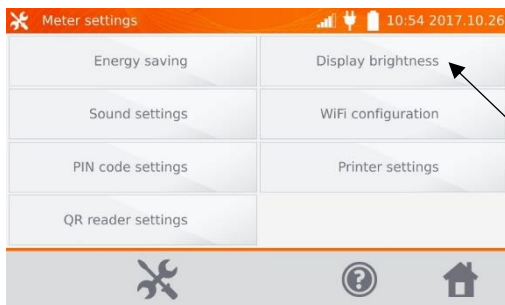 Meter settings 10:54 2017.10.26
Energy saving Display brightness
Sound settings WiFi configuration
PIN code settings Printer settings
QR reader settings
?